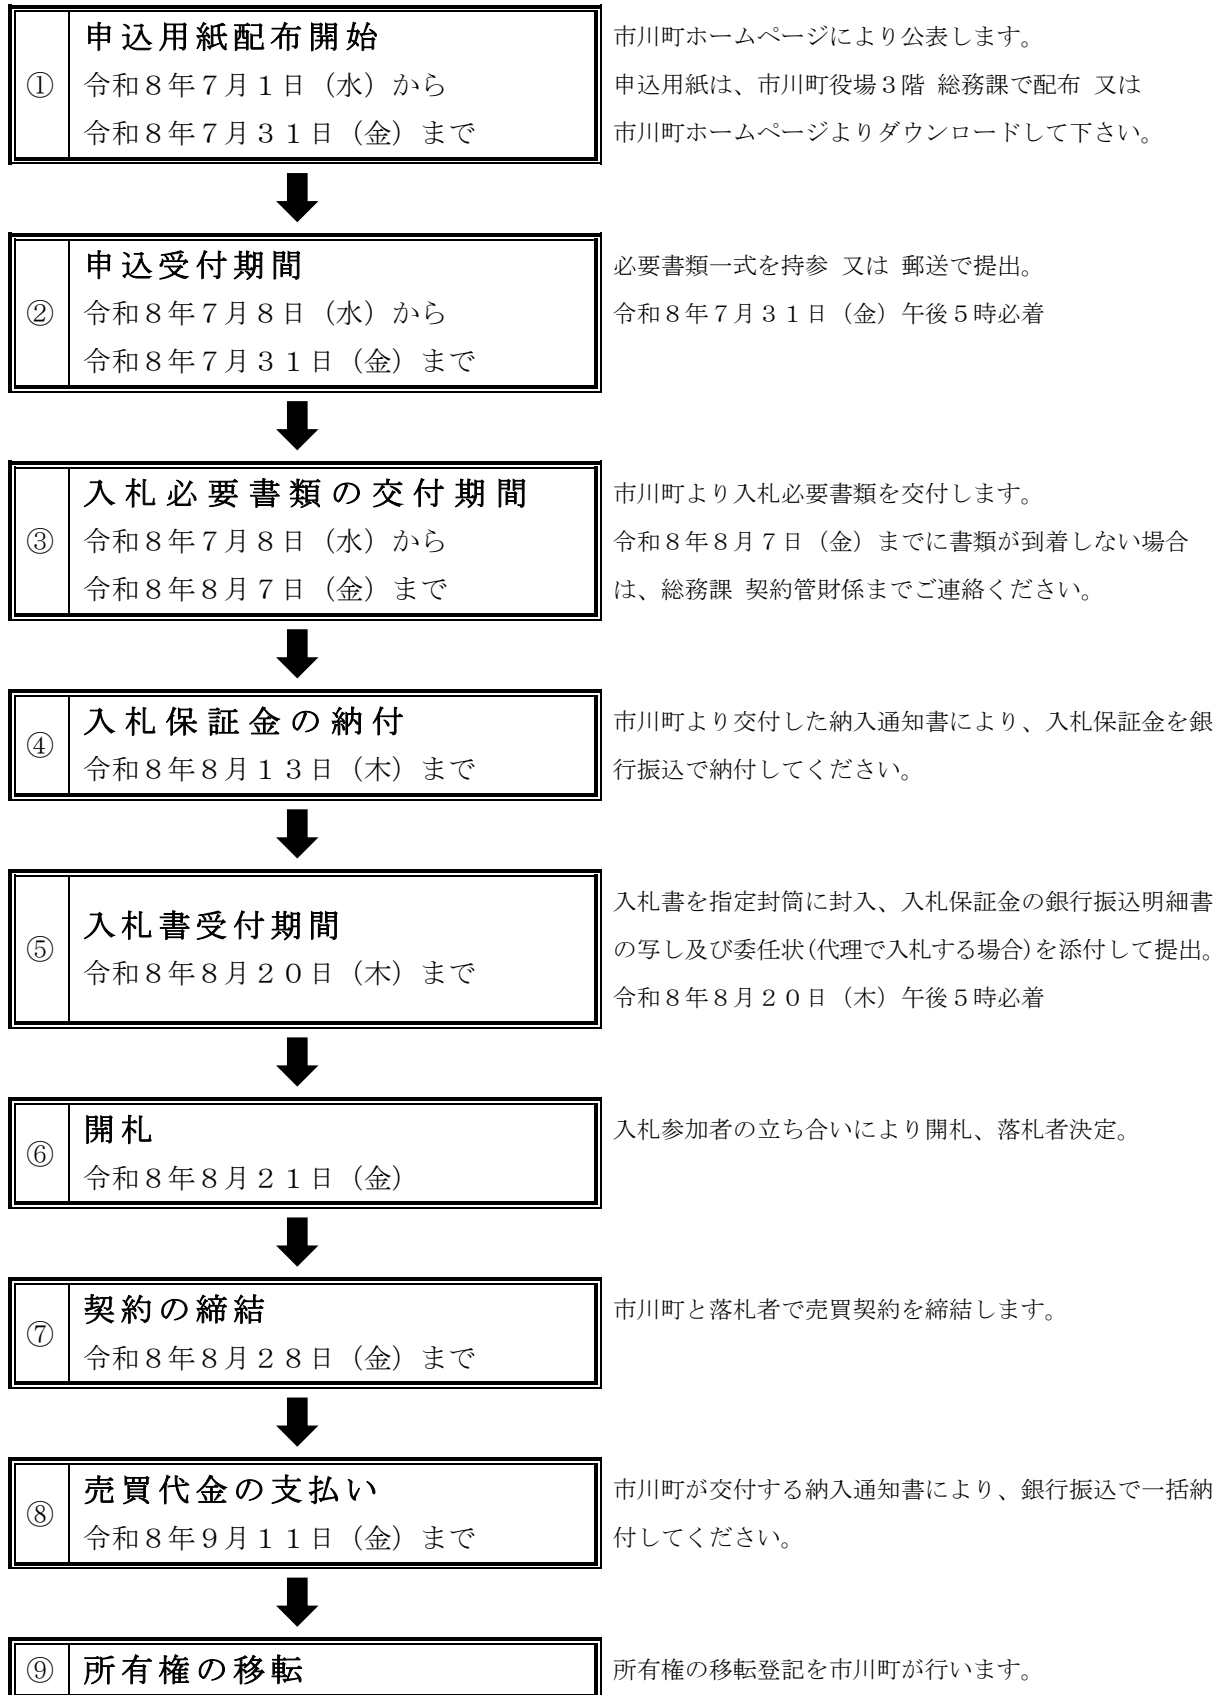 ① 申込用紙配布開始
令和８年７月１日（水）から
令和８年７月３１日（金）まで
市川町ホームページにより公表します。
申込用紙は、市川町役場３階 総務課で配布 又は
市川町ホームページよりダウンロードして下さい。
② 申込受付期間
令和８年７月８日（水）から
令和８年７月３１日（金）まで
必要書類一式を持参 又は 郵送で提出。
令和８年７月３１日（金）午後５時必着
③ 入札必要書類の交付期間
令和８年７月８日（水）から
令和８年８月７日（金）まで
市川町より入札必要書類を交付します。
令和８年８月７日（金）までに書類が到着しない場合
は、総務課 契約管財係までご連絡ください。
④ 入札保証金の納付
令和８年８月１３日（木）まで
市川町より交付した納入通知書により、入札保証金を銀
行振込で納付してください。
⑤ 入札書受付期間
令和８年８月２０日（木）まで
入札書を指定封筒に封入、入札保証金の銀行振込明細書
の写し及び委任状(代理で入札する場合)を添付して提出。
令和８年８月２０日（木）午後５時必着
⑥ 開札
令和８年８月２１日（金）
入札参加者の立ち合いにより開札、落札者決定。
⑦ 契約の締結
令和８年８月２８日（金）まで
市川町と落札者で売買契約を締結します。
⑧ 売買代金の支払い
令和８年９月１１日（金）まで
市川町が交付する納入通知書により、銀行振込で一括納
付してください。
⑨ 所有権の移転
所有権の移転登記を市川町が行います。